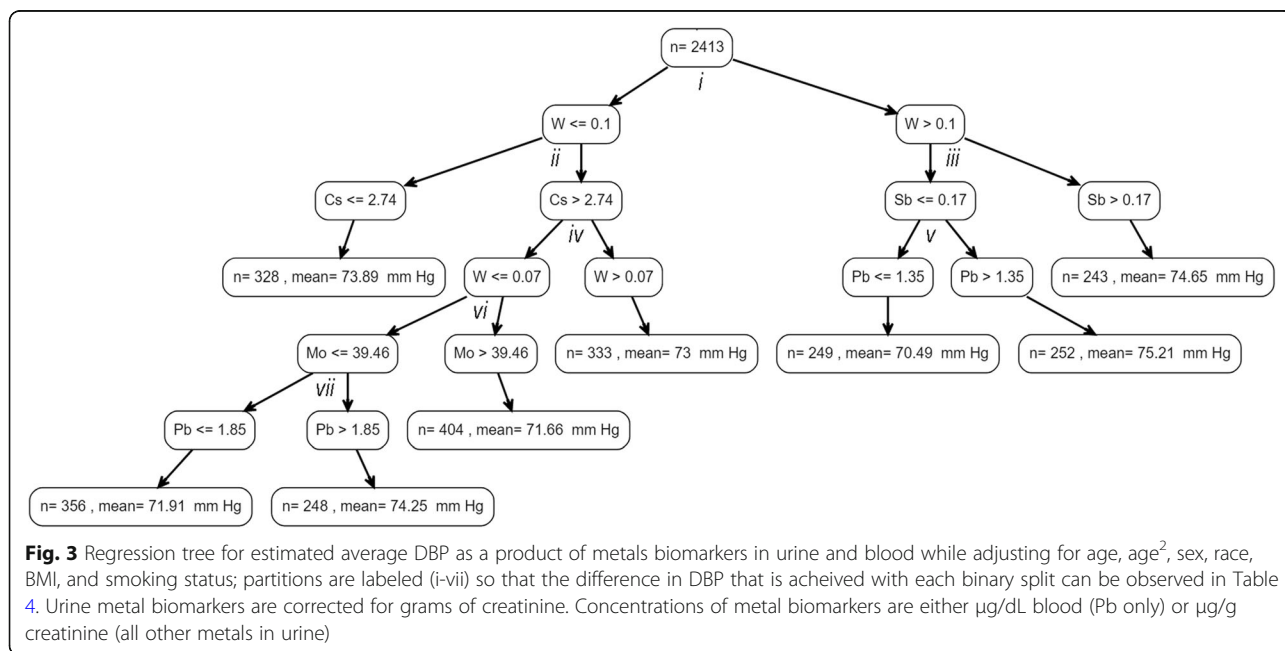 n= 2413
i
W <= 0.1
W > 0.1
ii
iii
Cs <= 2.74
Cs > 2.74
Sb <= 0.17
Sb > 0.17
iv
v
n= 328 , mean= 73.89 mm Hg
W <= 0.07
W > 0.07
Pb <= 1.35
Pb > 1.35
n= 243 , mean= 74.65 mm Hg
vi
Mo <= 39.46
Mo > 39.46
n= 333 , mean= 73 mm Hg
n= 249 , mean= 70.49 mm Hg
n= 252 , mean= 75.21 mm Hg
vii
Pb <= 1.85
Pb > 1.85
n= 404 , mean= 71.66 mm Hg
n= 356 , mean= 71.91 mm Hg
n= 248 , mean= 74.25 mm Hg
Fig. 3 Regression tree for estimated average DBP as a product of metals biomarkers in urine and blood while adjusting for age, age², sex, race,
BMI, and smoking status; partitions are labeled (i-vii) so that the difference in DBP that is acheived with each binary split can be observed in Table
4. Urine metal biomarkers are corrected for grams of creatinine. Concentrations of metal biomarkers are either µg/dL blood (Pb only) or µg/g
creatinine (all other metals in urine)